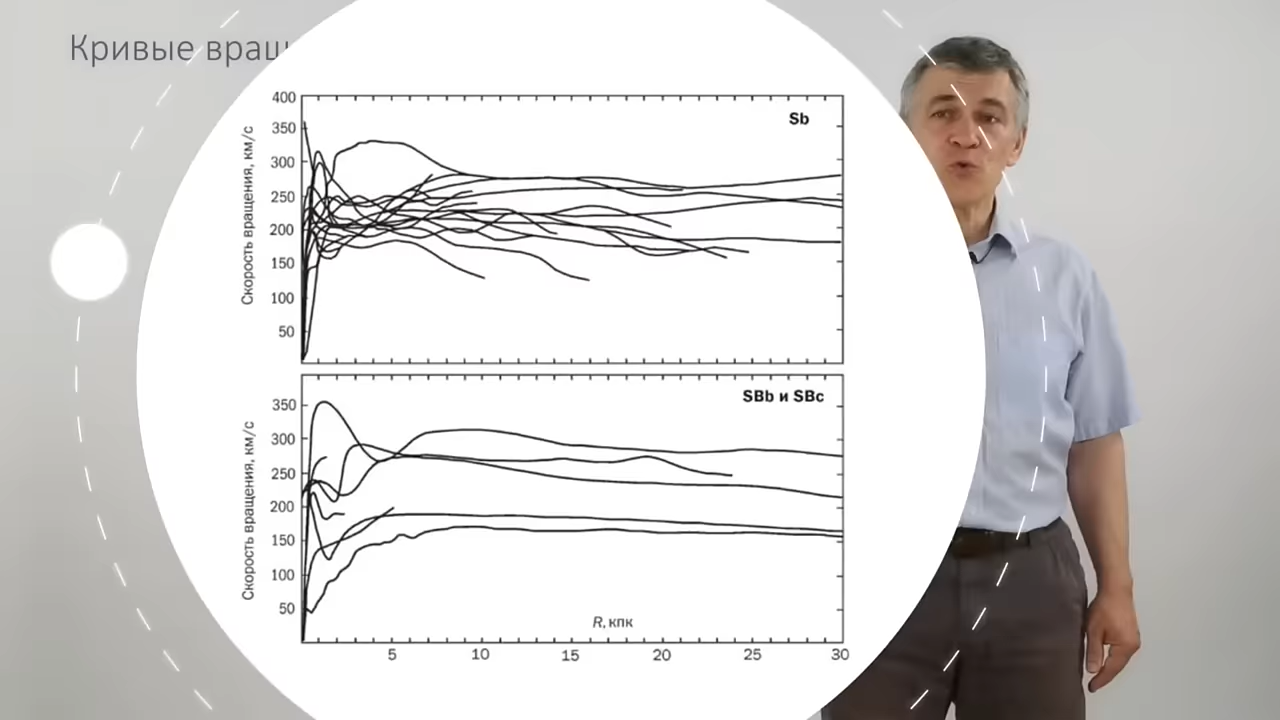 Кривые вращ
400
Sb
350
300
250
200
150
100
50
Скорость вращения, км/с
SBb и SBc
350
300
250
200
150
100
50
Скорость вращения, км/с
R, кпк
5 10 15 20 25 30